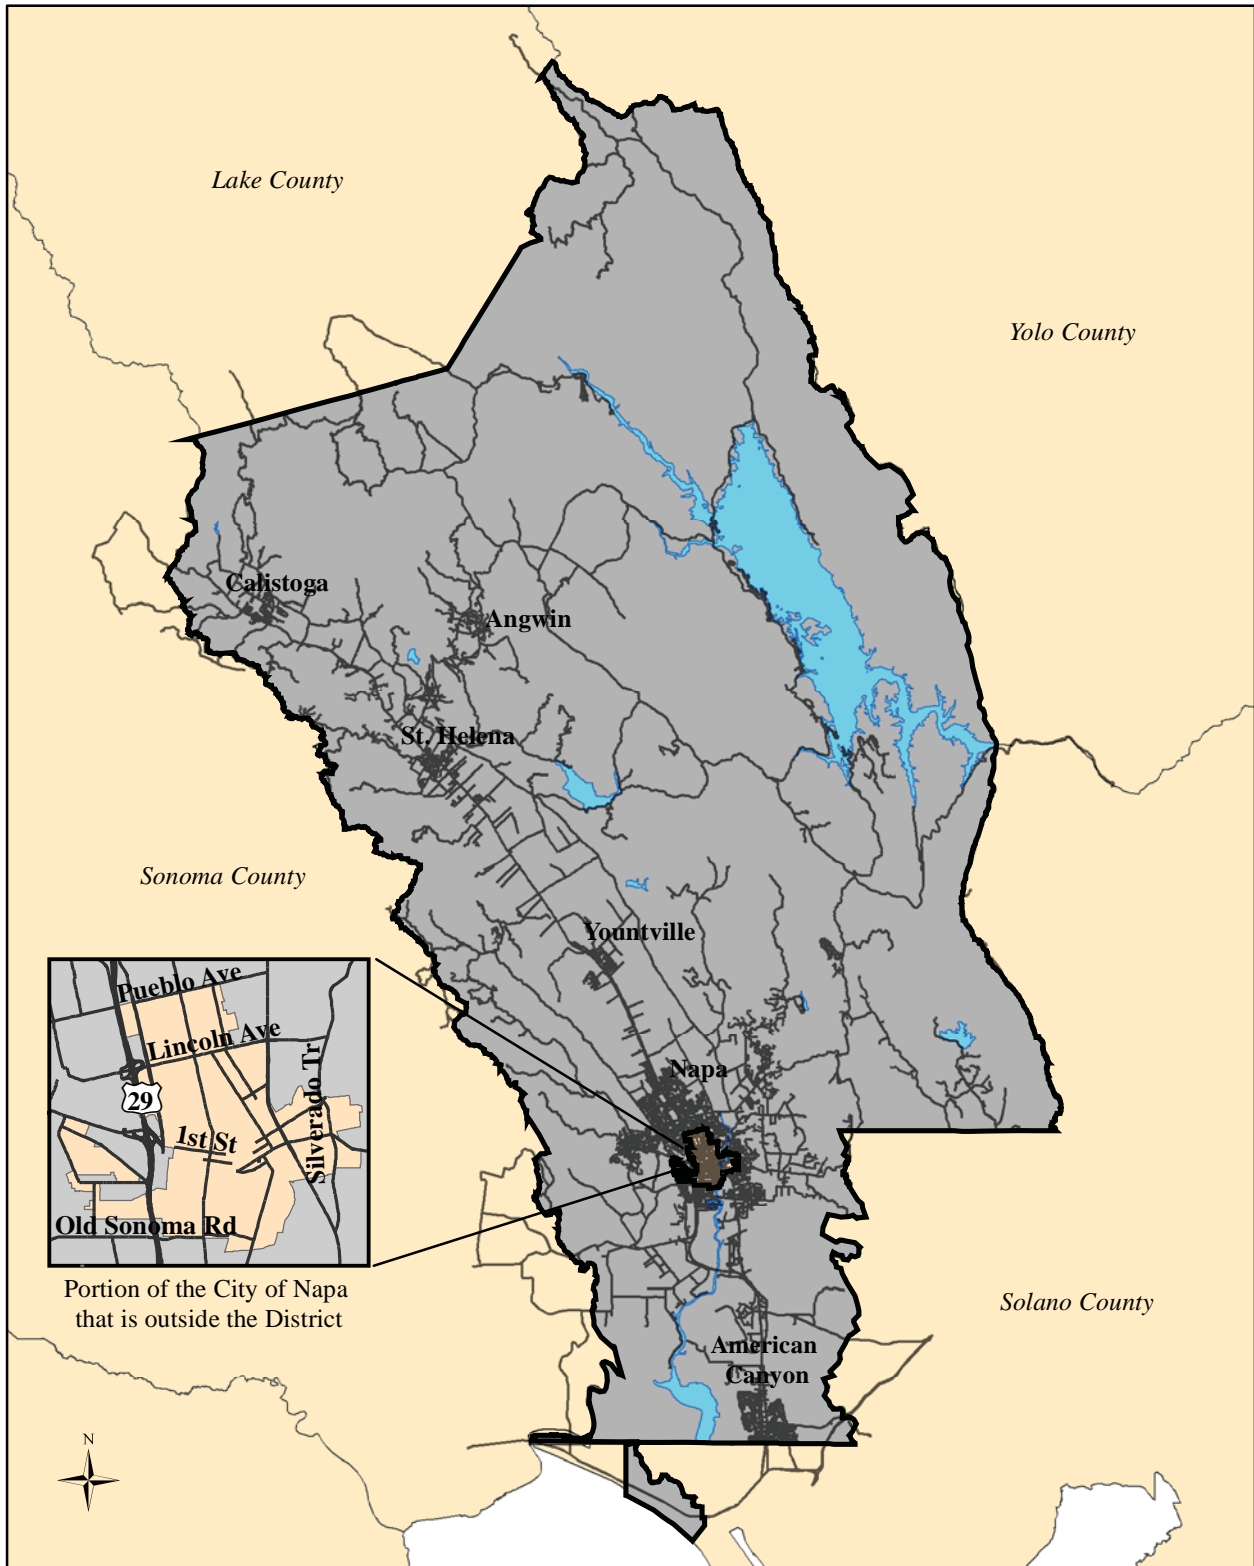 Lake County
Yolo County
Calistoga
Angwin
St. Helena
Sonoma County
Yountville
Pueblo Ave
Lincoln Ave
Silverado Tr
29
1st St
Old Sonoma Rd
Napa
Portion of the City of Napa
that is outside the District
Solano County
American
Canyon
N